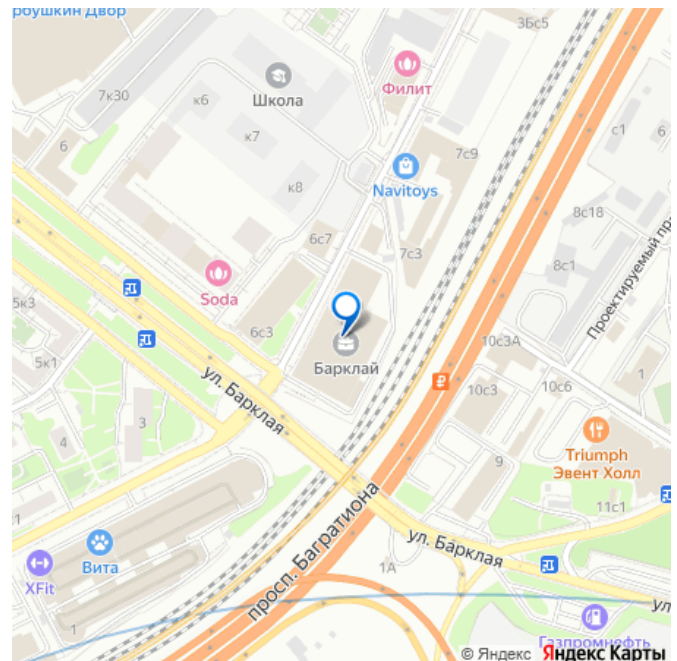 рбушкин Двор
36с5
Филит
Школа
7к30
к6
к7
6
7с9
с1
6
Navitoys
к8
8с18
6с7
7с3
8с1
Проектируемый пр
Soda
5к3
6с3
10с3А
Барклай
5к1
1
ул. Барклая
10с3
10с6
3
4
Triumph
Эвент Холл
9
11с1
1
просп. Багратиона
ул. Барклая
Вита
1А
XFit
ул
1
Газпромнефть
© Яндекс Яндекс Карты